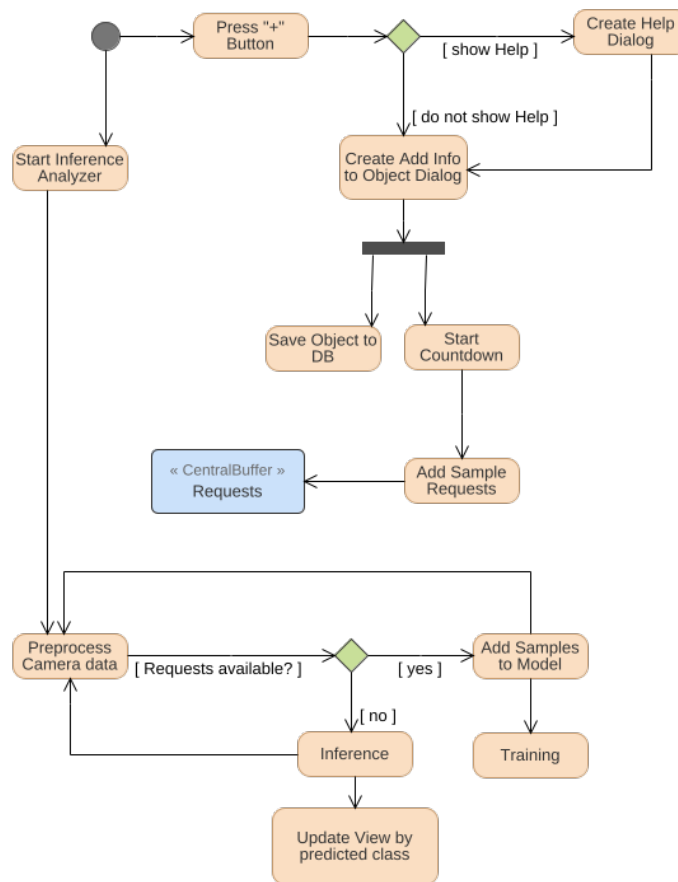 Press "+"
Button
[ show Help ]
Create Help
Dialog
[ do not show Help ]
Start Inference
Analyzer
Create Add Info
to Object Dialog
Save Object to
DB
Start
Countdown
« CentralBuffer »
Requests
Add Sample
Requests
Preprocess
Camera data
[ Requests available? ]
[ yes ]
Add Samples
to Model
[ no ]
Inference
Training
Update View by
predicted class